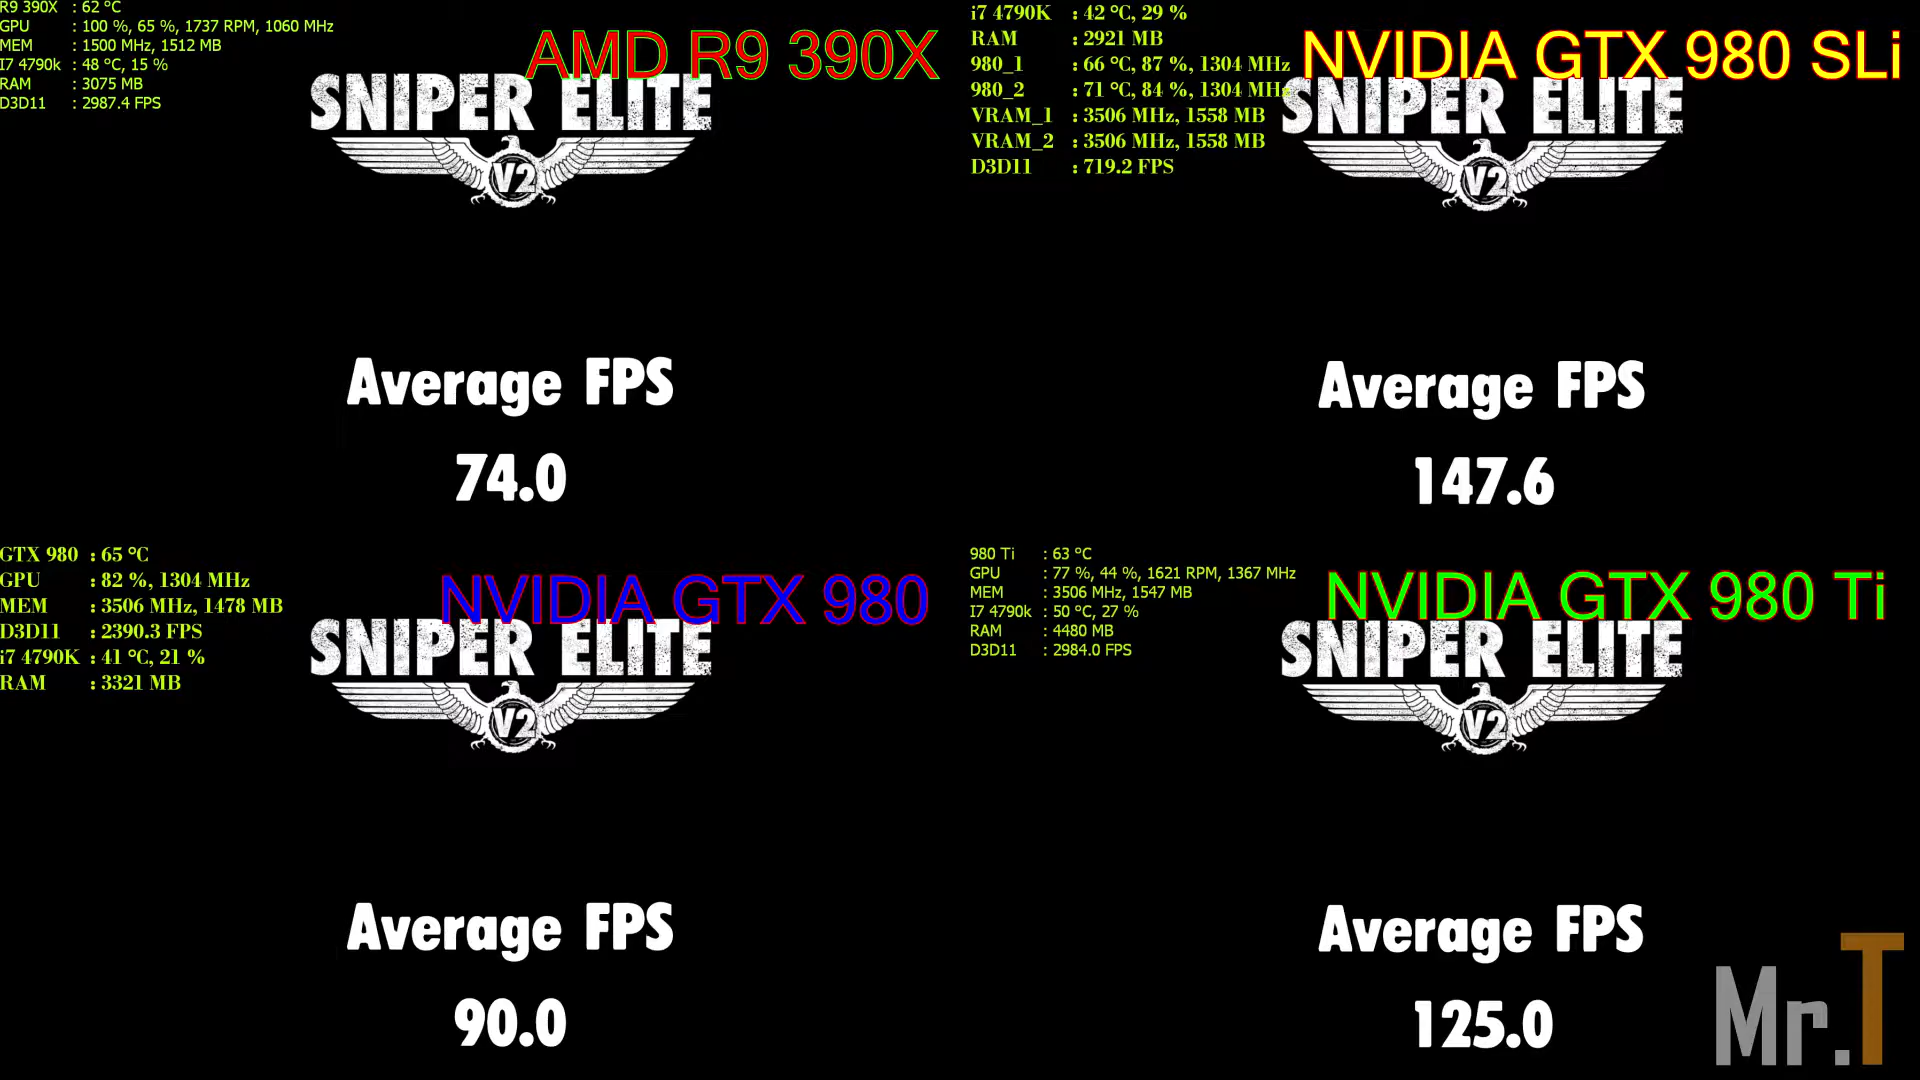 R9 390X : 62 °C
GPU : 100 %, 65 %, 1737 RPM, 1060 MHz
MEM : 1500 MHz, 1512 MB
I7 4790k : 48 °C, 15 %
RAM : 3075 MB
D3D11 : 2987.4 FPS
AMD R9 390X
SNIPER ELITE
V2
Average FPS
74.0
i7 4790K : 42 °C, 29 %
RAM : 2921 MB
980_1 : 66 °C, 87 %, 1304 MHz
980_2 : 71 °C, 84 %, 1304 MHz
VRAM_1 : 3506 MHz, 1558 MB
VRAM_2 : 3506 MHz, 1558 MB
D3D11 : 719.2 FPS
NVIDIA GTX 980 SLi
SNIPER ELITE
V2
Average FPS
147.6
GTX 980 : 65 °C
GPU : 82 %, 1304 MHz
MEM : 3506 MHz, 1478 MB
D3D11 : 2390.3 FPS
i7 4790K : 41 °C, 21 %
RAM : 3321 MB
NVIDIA GTX 980
SNIPER ELITE
V2
Average FPS
90.0
980 Ti : 63 °C
GPU : 77 %, 44 %, 1621 RPM, 1367 MHz
MEM : 3506 MHz, 1547 MB
I7 4790k : 50 °C, 27 %
RAM : 4480 MB
D3D11 : 2984.0 FPS
NVIDIA GTX 980 Ti
SNIPER ELITE
V2
Average FPS
125.0
Mr.T